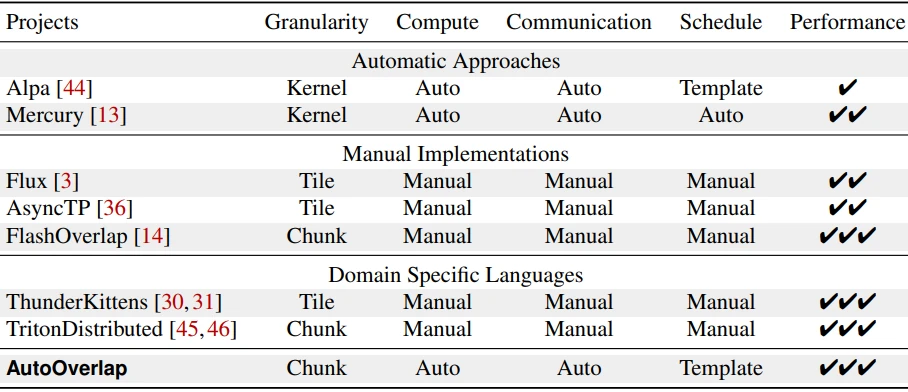 Projects Granularity Compute Communication Schedule Performance
Automatic Approaches
Alpa [44] Kernel Auto Auto Template ✔
Mercury [13] Kernel Auto Auto Auto ✔✔
Manual Implementations
Flux [3] Tile Manual Manual Manual ✔✔
AsyncTP [36] Tile Manual Manual Manual ✔✔
FlashOverlap [14] Chunk Manual Manual Manual ✔✔✔
Domain Specific Languages
ThunderKittens [30,31] Tile Manual Manual Manual ✔✔✔
TritonDistributed [45,46] Chunk Manual Manual Manual ✔✔✔
AutoOverlap Chunk Auto Auto Template ✔✔✔